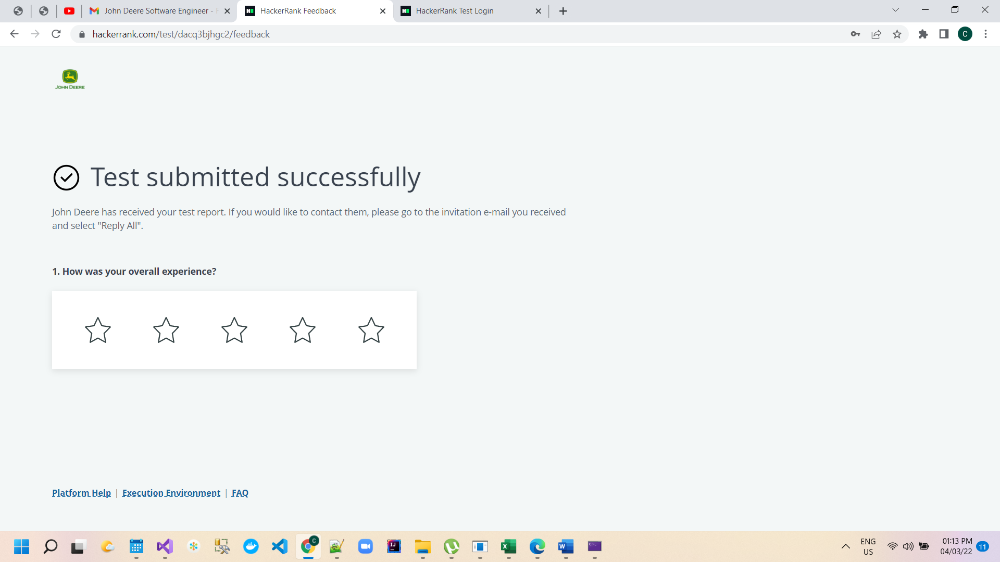 John Deere Software Engineer -
HackerRank Feedback
HackerRank Test Login
hackerrank.com/test/dacq3bjhgc2/feedback
C
JOHN DEERE
Test submitted successfully
John Deere has received your test report. If you would like to contact them, please go to the invitation e-mail you received
and select "Reply All".
1. How was your overall experience?
Platform Help | Execution Environment | FAQ
C
IJ
X
W
C:\-
ENG
US
01:13 PM
04/03/22
11